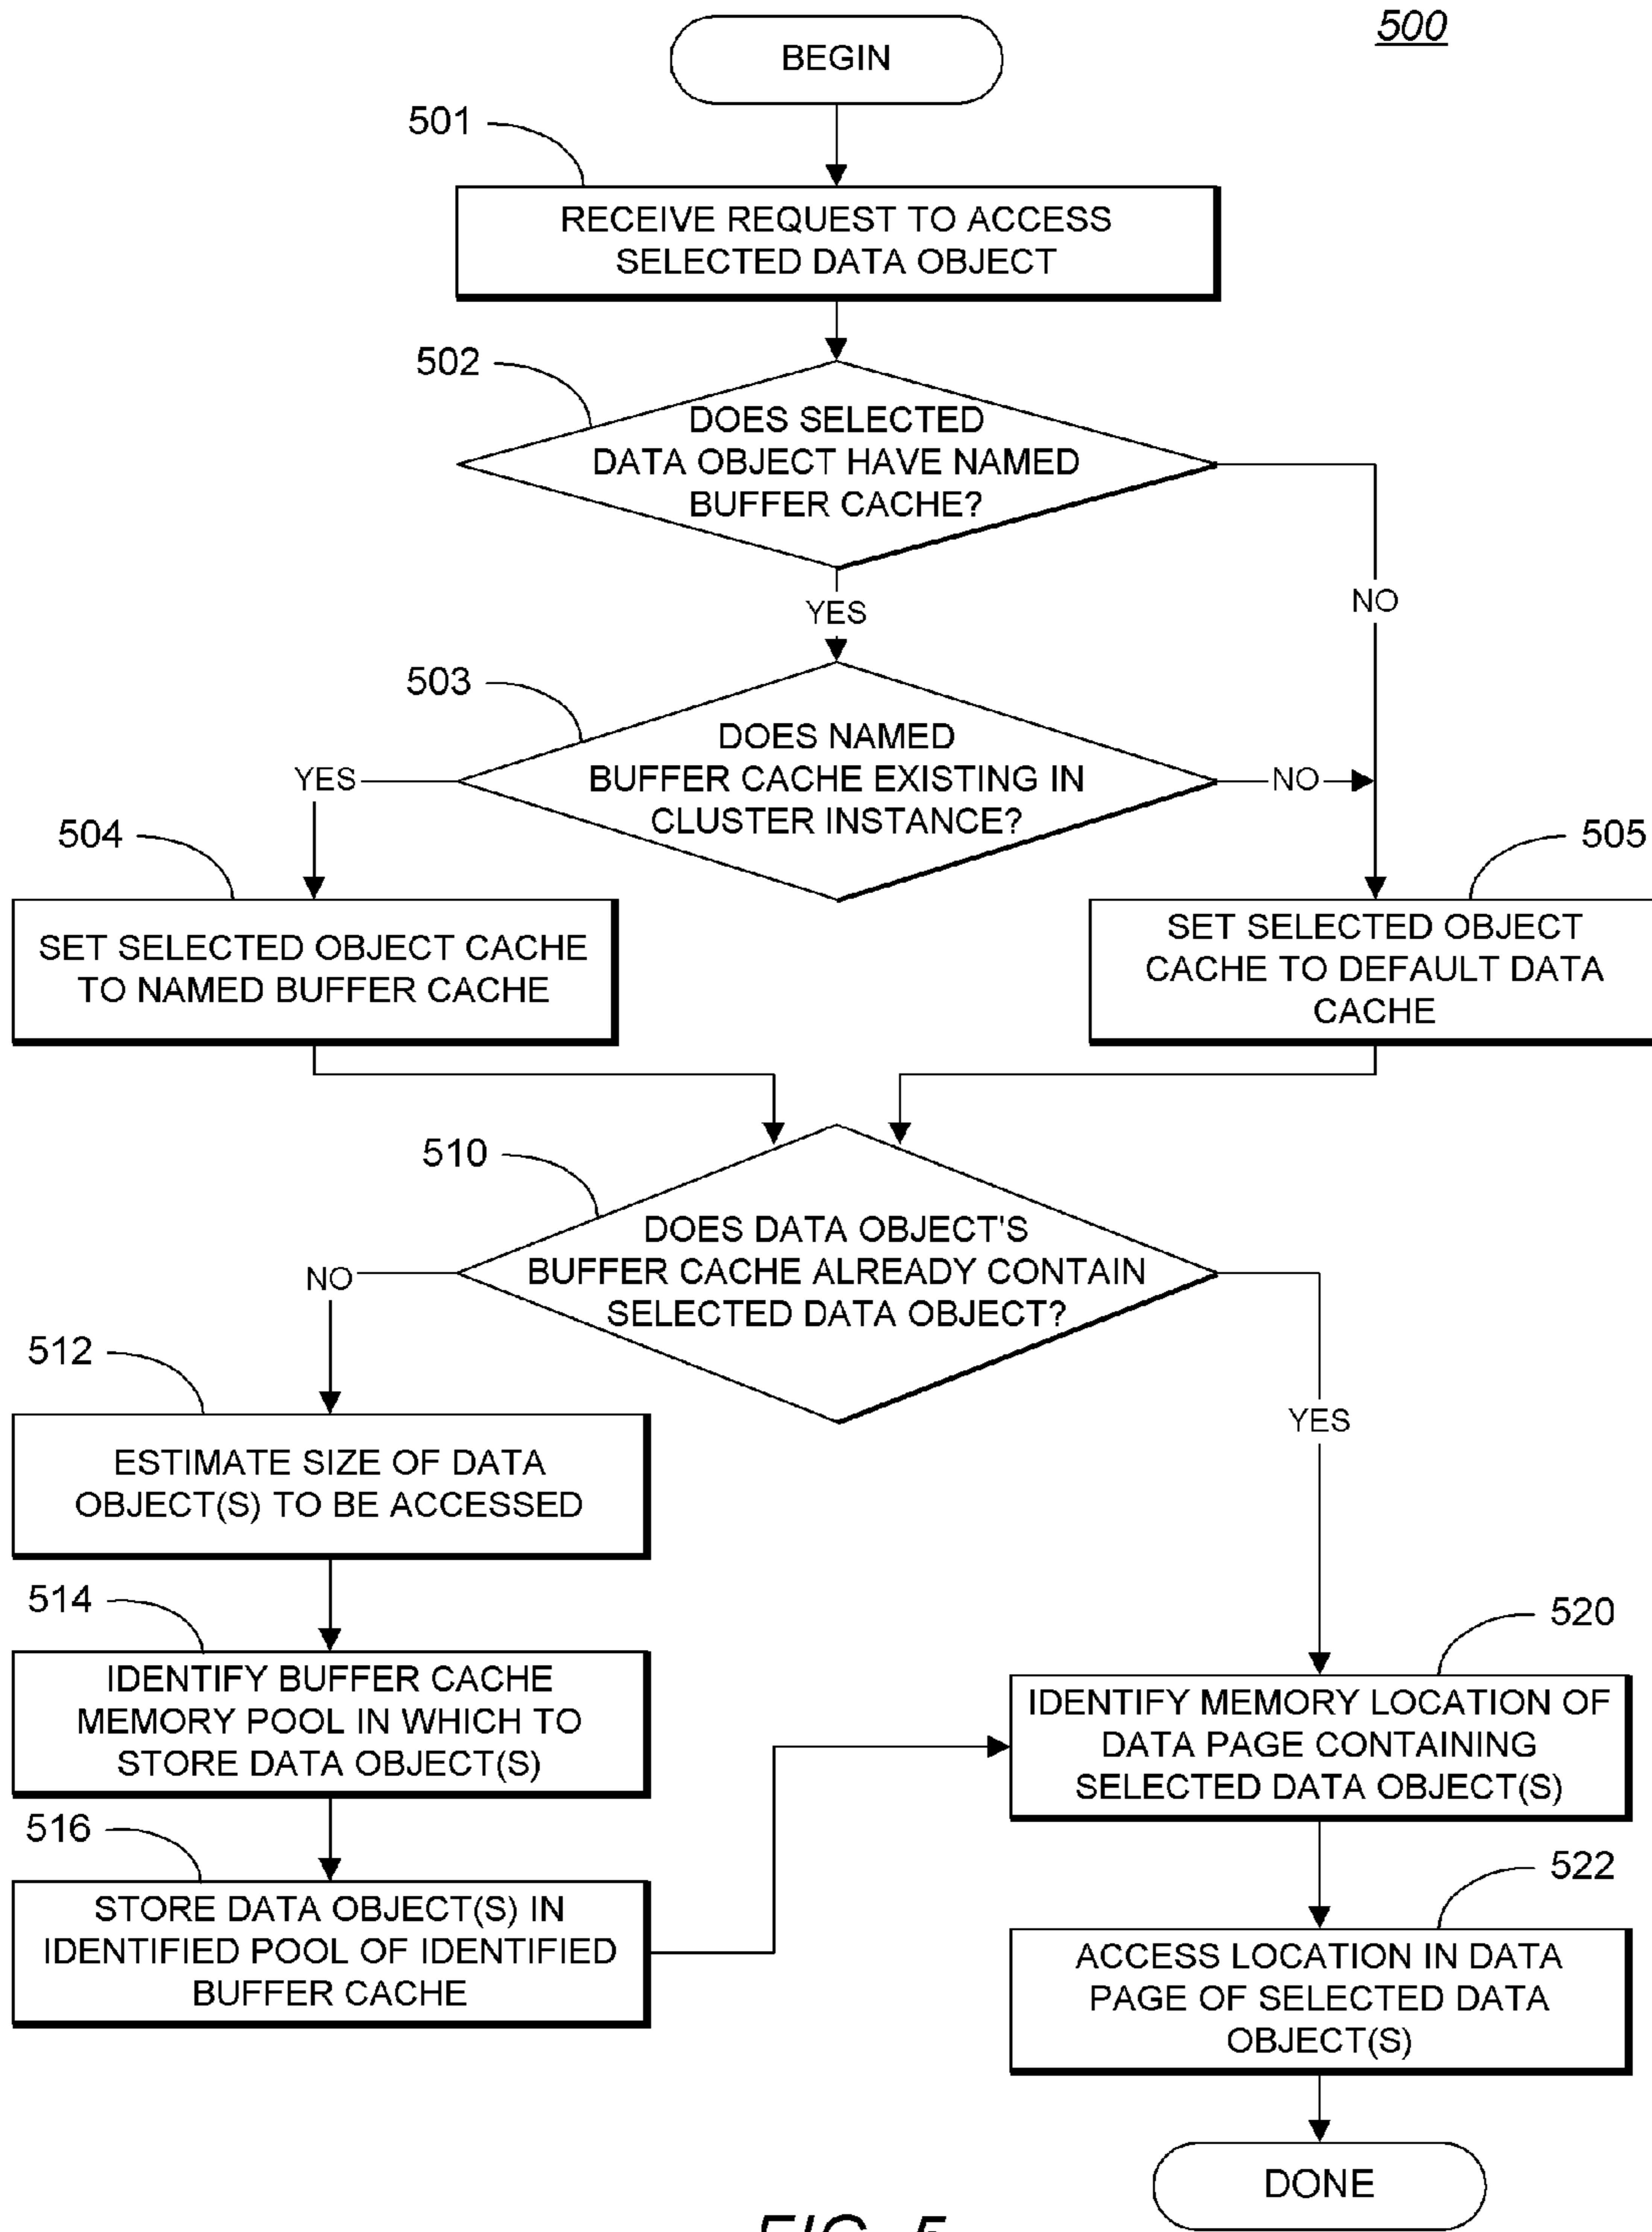 500
BEGIN
501
RECEIVE REQUEST TO ACCESS
SELECTED DATA OBJECT
502
DOES SELECTED
DATA OBJECT HAVE NAMED
BUFFER CACHE?
NO
YES
503
DOES NAMED
BUFFER CACHE EXISTING IN
CLUSTER INSTANCE?
YES
NO
504
SET SELECTED OBJECT CACHE
TO NAMED BUFFER CACHE
505
SET SELECTED OBJECT
CACHE TO DEFAULT DATA
CACHE
510
DOES DATA OBJECT'S
BUFFER CACHE ALREADY CONTAIN
SELECTED DATA OBJECT?
NO
YES
512
ESTIMATE SIZE OF DATA
OBJECT(S) TO BE ACCESSED
514
IDENTIFY BUFFER CACHE
MEMORY POOL IN WHICH TO
STORE DATA OBJECT(S)
516
STORE DATA OBJECT(S) IN
IDENTIFIED POOL OF IDENTIFIED
BUFFER CACHE
520
IDENTIFY MEMORY LOCATION OF
DATA PAGE CONTAINING
SELECTED DATA OBJECT(S)
522
ACCESS LOCATION IN DATA
PAGE OF SELECTED DATA
OBJECT(S)
DONE
FIG. 5